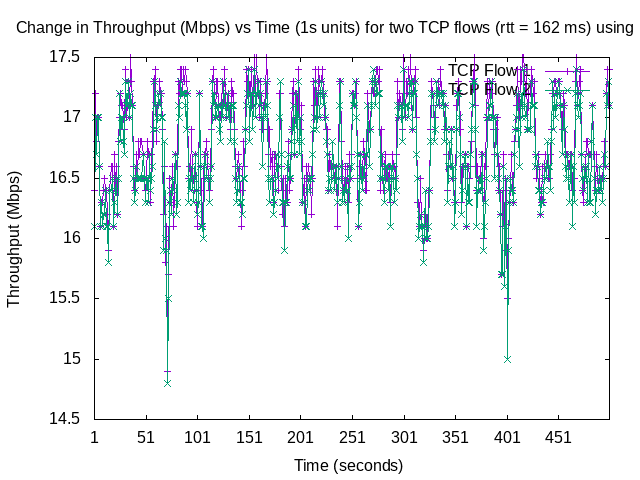 Change in Throughput (Mbps) vs Time (1s units) for two TCP flows (rtt = 162 ms) using
17.5
TCP Flow 1
TCP Flow 2
17
16.5
16
15.5
15
14.5
Throughput (Mbps)
1 51 101 151 201 251 301 351 401 451
Time (seconds)